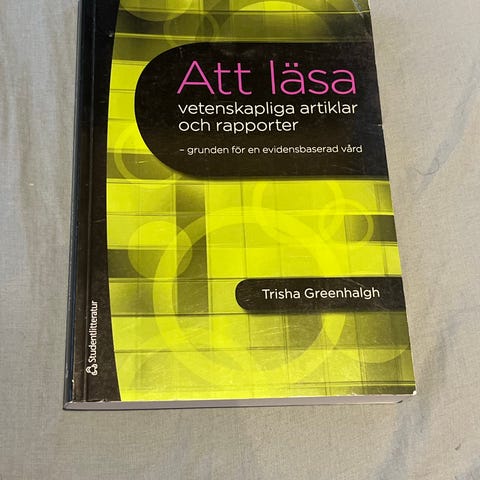 Att läsa
vetenskapliga artiklar
och rapporter
– grunden för en evidensbaserad vård
Trisha Greenhalgh
Studentlitteratur